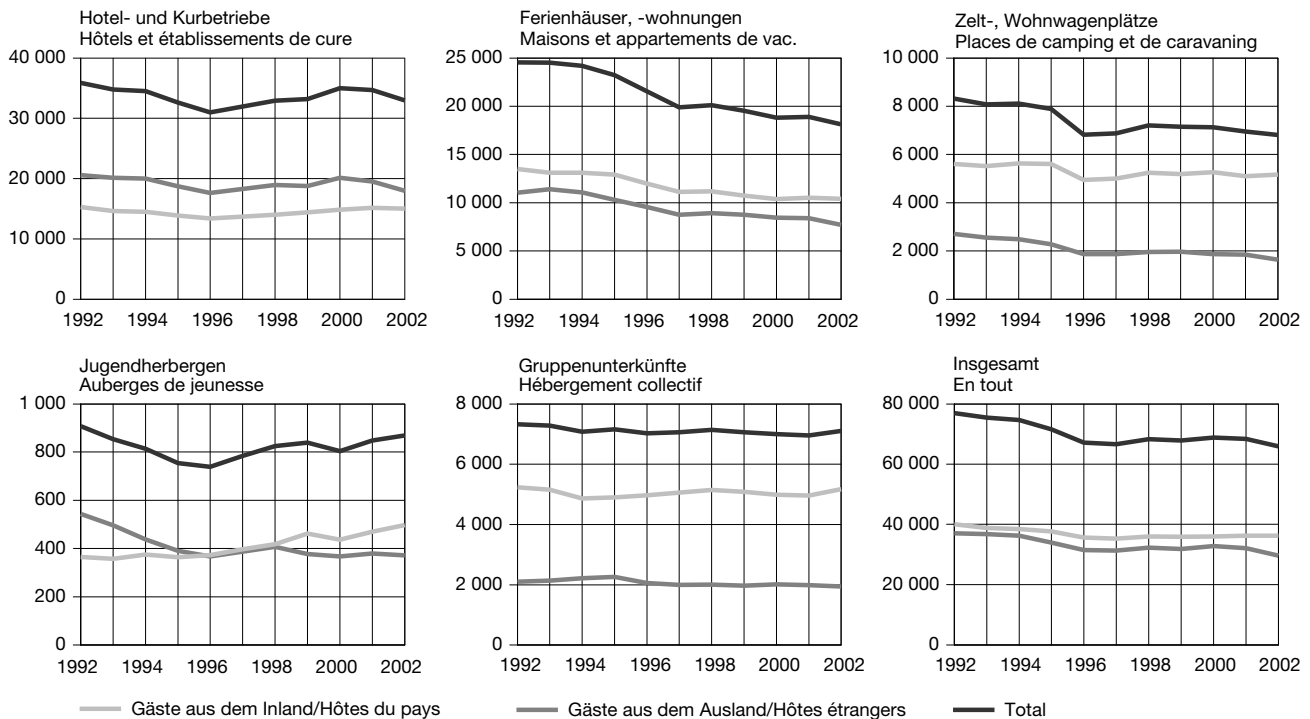 Hotel- und Kurbetriebe
Hôtels et établissements de cure
40 000
30 000
20 000
10 000
0
1992 1994 1996 1998 2000 2002
Ferienhäuser, -wohnungen
Maisons et appartements de vac.
25 000
20 000
15 000
10 000
5 000
0
1992 1994 1996 1998 2000 2002
Zelt-, Wohnwagenplätze
Places de camping et de caravaning
10 000
8 000
6 000
4 000
2 000
0
1992 1994 1996 1998 2000 2002
Jugendherbergen
Auberges de jeunesse
1 000
800
600
400
200
0
1992 1994 1996 1998 2000 2002
Gruppenunterkünfte
Hébergement collectif
8 000
6 000
4 000
2 000
0
1992 1994 1996 1998 2000 2002
Insgesamt
En tout
80 000
60 000
40 000
20 000
0
1992 1994 1996 1998 2000 2002
Gäste aus dem Inland/Hôtes du pays Gäste aus dem Ausland/Hôtes étrangers Total